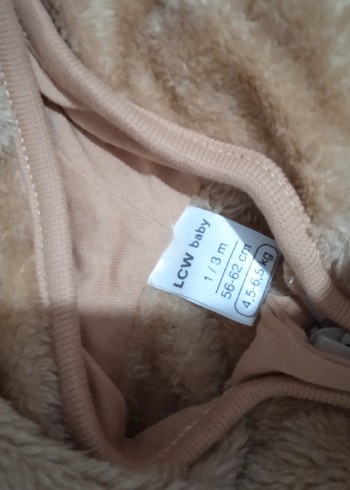 LCW baby
1 / 3 m
56-62 cm
4,5-6,5 kg